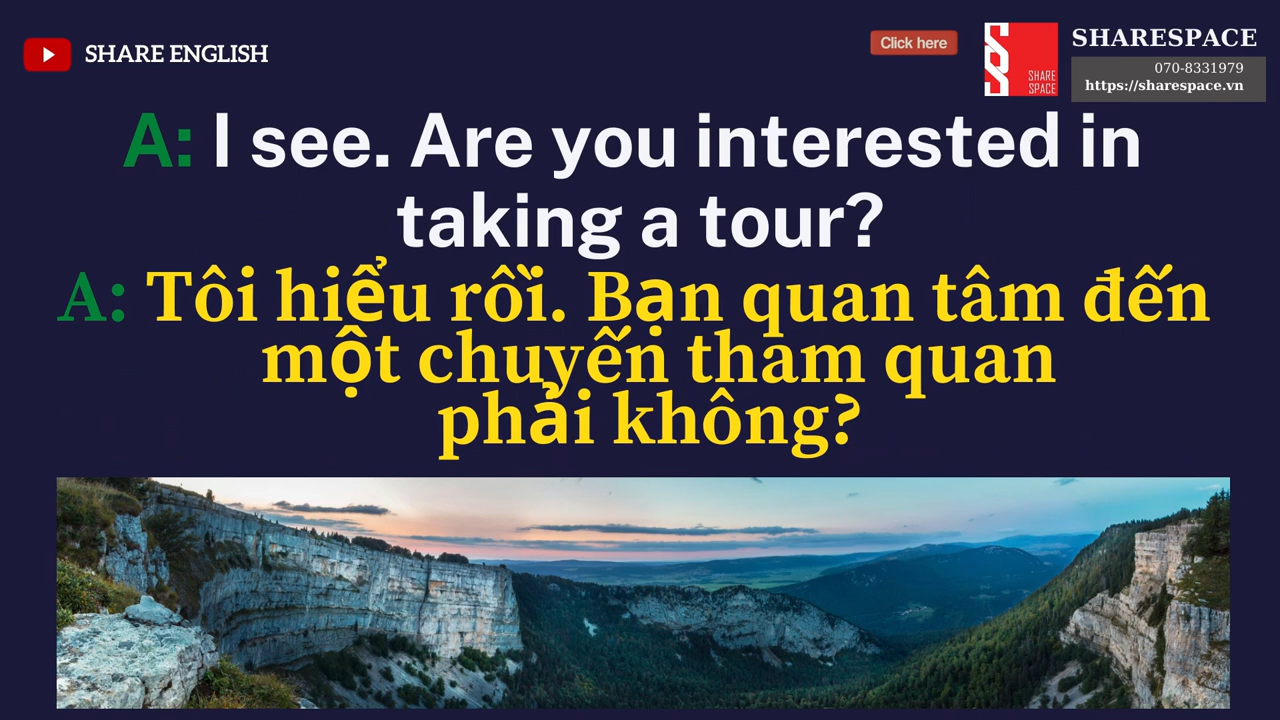 SHARE ENGLISH
Click here
SHARE
SPACE
SHARESPACE
070-8331979
https://sharespace.vn
A: I see. Are you interested in
taking a tour?
A: Tôi hiểu rồi. Bạn quan tâm đến
một chuyến tham quan
phải không?